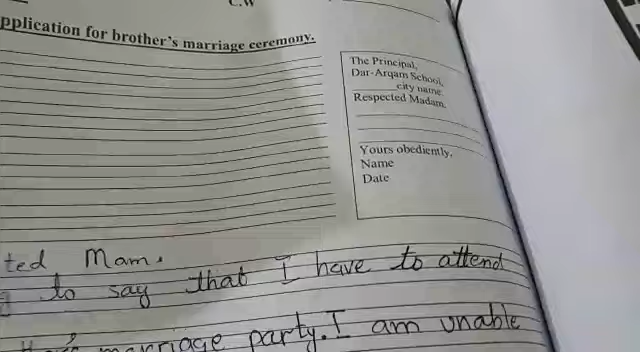 C.W
pplication for brother's marriage ceremony.
The Principal,
Dar-Arqam School,
city name.
Respected Madam,
Yours obediently,
Name
Date
ted Mam.
to say that I have to attend
marriage party. I am unable